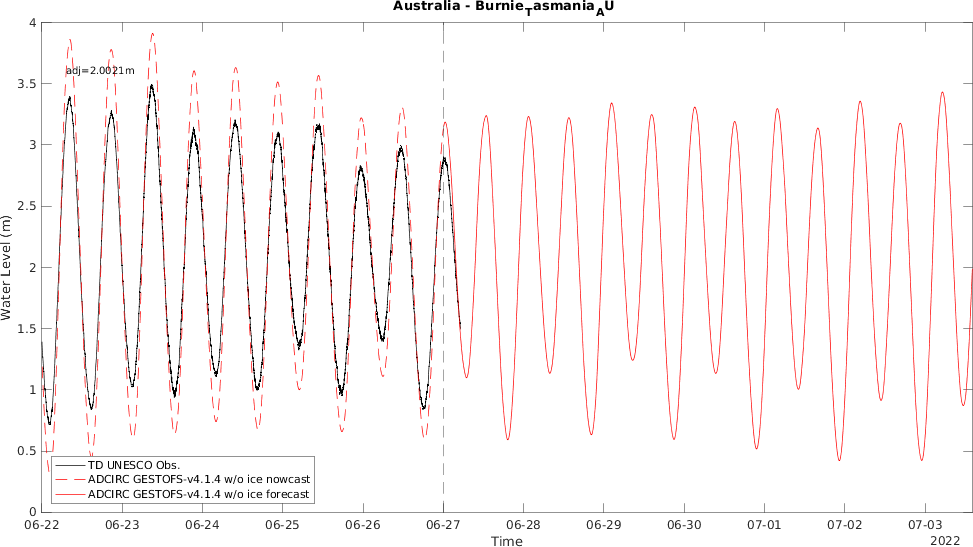 Australia - BurnieTasmaniaAU
4
adj=2.0021m
3.5
3
2.5
2
1.5
1
0.5
0
Water Level (m)
TD UNESCO Obs.
ADCIRC GESTOFS-v4.1.4 w/o ice nowcast
ADCIRC GESTOFS-v4.1.4 w/o ice forecast
06-22 06-23 06-24 06-25 06-26 06-27 06-28 06-29 06-30 07-01 07-02 07-03
Time
2022